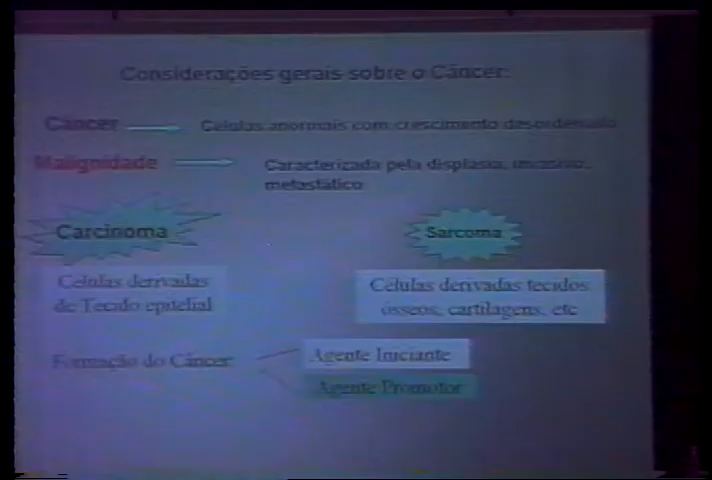 Considerações gerais sobre o Câncer:
Câncer
Células anormais com crescimento desordenado
Malignidade
Caracterizada pela displasia, invasivo,
metastático
Carcinoma
Sarcoma
Células derivadas
de Tecido epitelial
Células derivadas tecidos
ósseos, cartilagens, etc
Formação do Câncer
Agente Iniciante
Agente Promotor